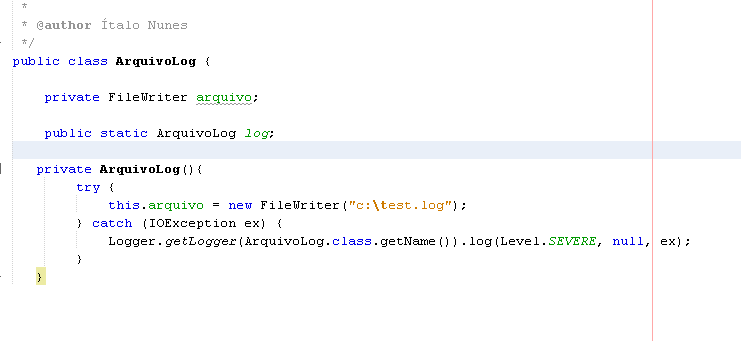 *
* @author Ítalo Nunes
*/
public class ArquivoLog {
private FileWriter arquivo;
public static ArquivoLog log;
private ArquivoLog(){
try {
this.arquivo = new FileWriter("c:\test.log");
} catch (IOException ex) {
Logger.getLogger(ArquivoLog.class.getName()).log(Level.SEVERE, null, ex);
}
}